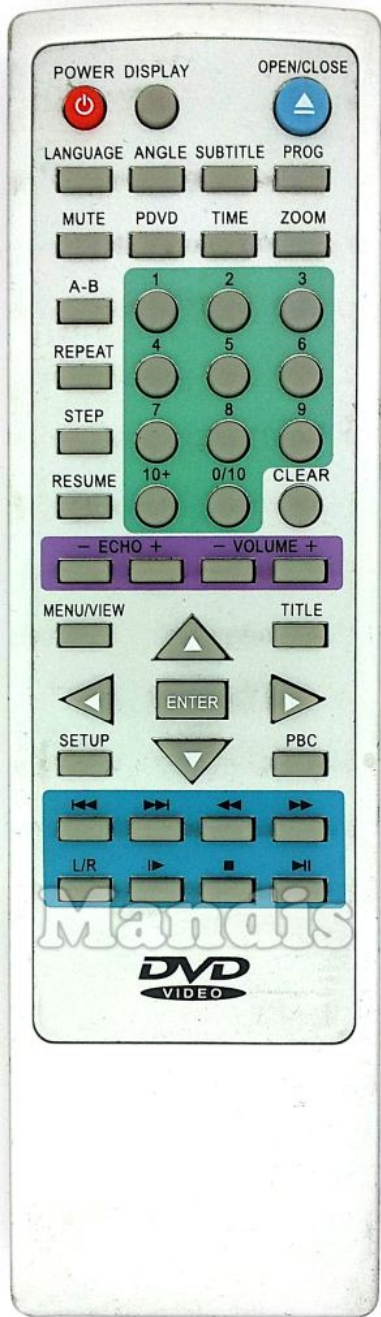 POWER DISPLAY OPEN/CLOSE
LANGUAGE ANGLE SUBTITLE PROG
MUTE PDVD TIME ZOOM
A-B 1 2 3
REPEAT 4 5 6
STEP 7 8 9
RESUME 10+ 0/10 CLEAR
- ECHO + - VOLUME +
MENU/VIEW TITLE
ENTER
SETUP PBC
L/R
Mandis
DVD
VIDEO